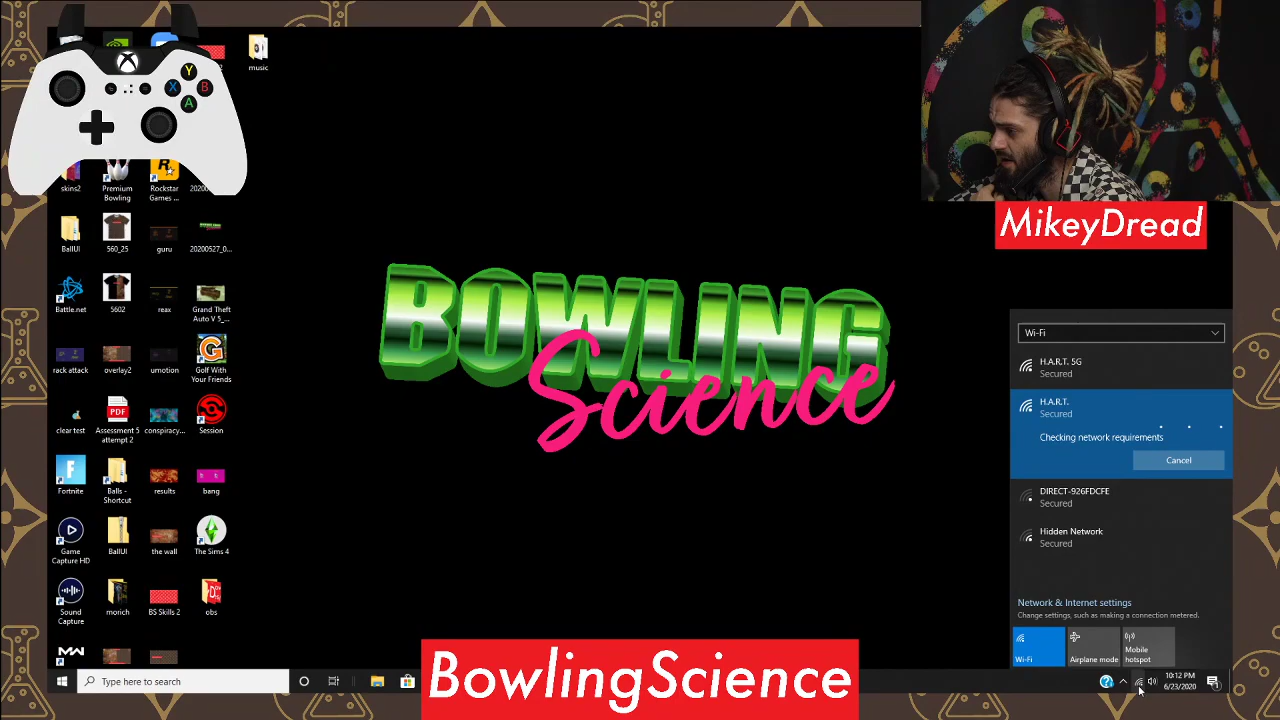 music
Y
X
B
A
skins2
Premium
Bowling
Rockstar
Games ...
BallUI
560_25
guru
20200527_0...
Battle.net
5602
reax
Grand Theft
Auto V 5_...
rack attack
overlay2
umotion
Golf With
Your Friends
clear test
PDF
Assessment 5
attempt 2
conspiracy...
Session
Fortnite
Balls -
Shortcut
results
bang
Game
Capture HD
BallUI
the wall
The Sims 4
Sound
Capture
morich
BS Skills 2
obs
BOWLING
Science
MikeyDread
Wi-Fi
H.A.R.T. 5G
Secured
H.A.R.T.
Secured
Checking network requirements
Cancel
DIRECT-926FDCFE
Secured
Hidden Network
Secured
Network & Internet settings
Change settings, such as making a connection metered.
Wi-Fi
Airplane mode
Mobile
hotspot
Type here to search
BowlingScience
10:12 PM
6/23/2020